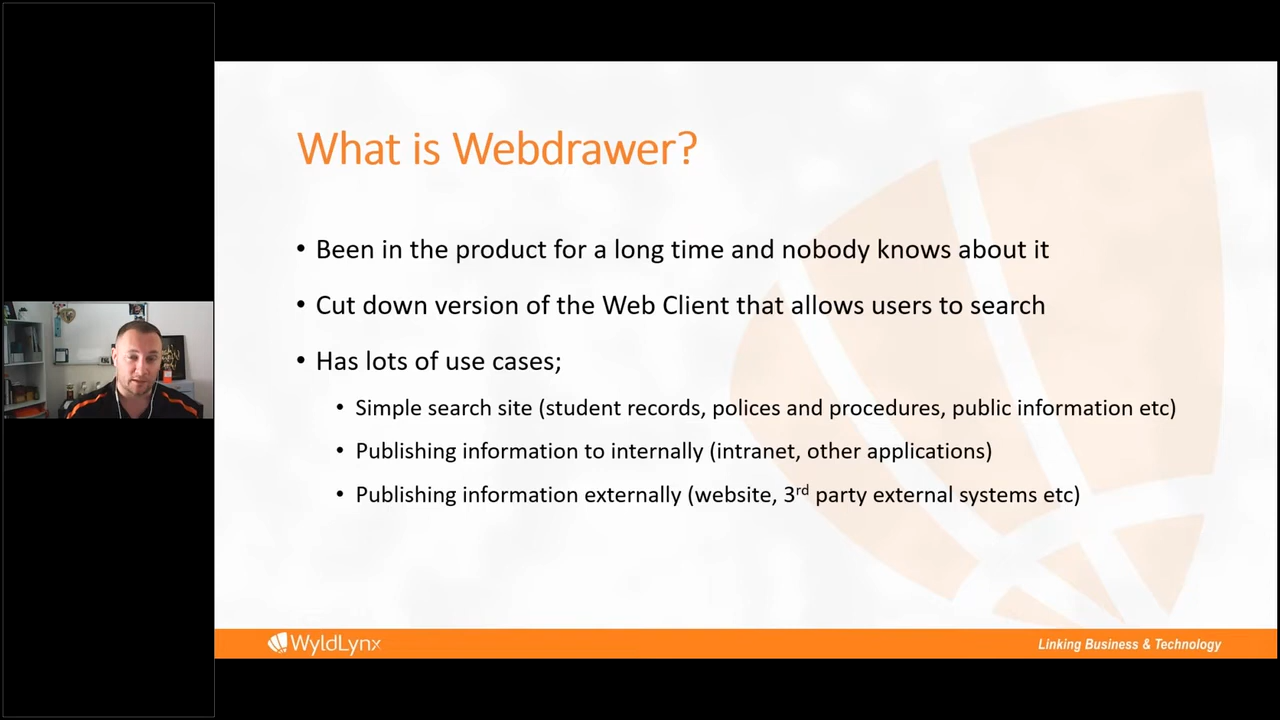 What is Webdrawer?
• Been in the product for a long time and nobody knows about it
• Cut down version of the Web Client that allows users to search
• Has lots of use cases;
• Simple search site (student records, polices and procedures, public information etc)
• Publishing information to internally (intranet, other applications)
• Publishing information externally (website, 3rd party external systems etc)
WyldLynx
Linking Business & Technology